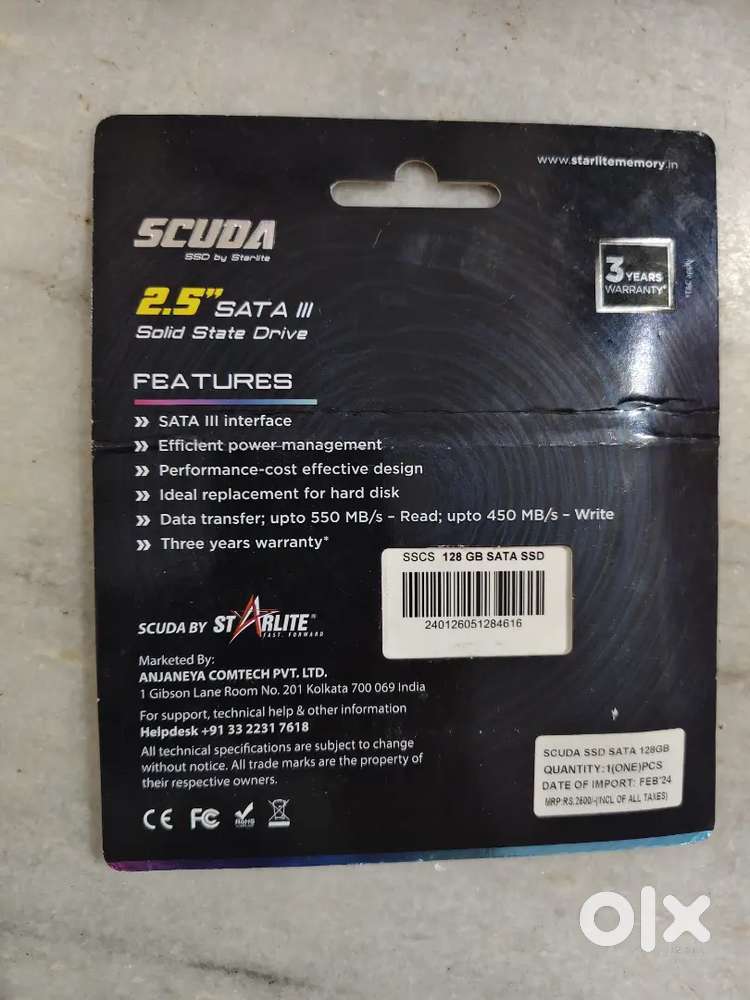 www.starlitememory.in
SCUDA
SSD by Starlite
3 YEARS
WARRANTY*
2.5" SATA III
Solid State Drive
FEATURES
» SATA III interface
» Efficient power management
» Performance-cost effective design
» Ideal replacement for hard disk
» Data transfer; upto 550 MB/s – Read; upto 450 MB/s – Write
» Three years warranty*
SSCS 128 GB SATA SSD
240126051284616
SCUDA BY STARLITE
FAST. FORWARD
Marketed By:
ANJANEYA COMTECH PVT. LTD.
1 Gibson Lane Room No. 201 Kolkata 700 069 India
For support, technical help & other information
Helpdesk +91 33 2231 7618
All technical specifications are subject to change
without notice. All trade marks are the property of
their respective owners.
CE FC RoHS
SCUDA SSD SATA 128GB
QUANTITY:1(ONE)PCS
DATE OF IMPORT: FEB'24
MRP:RS.2600/-(INCL OF ALL TAXES)
olx